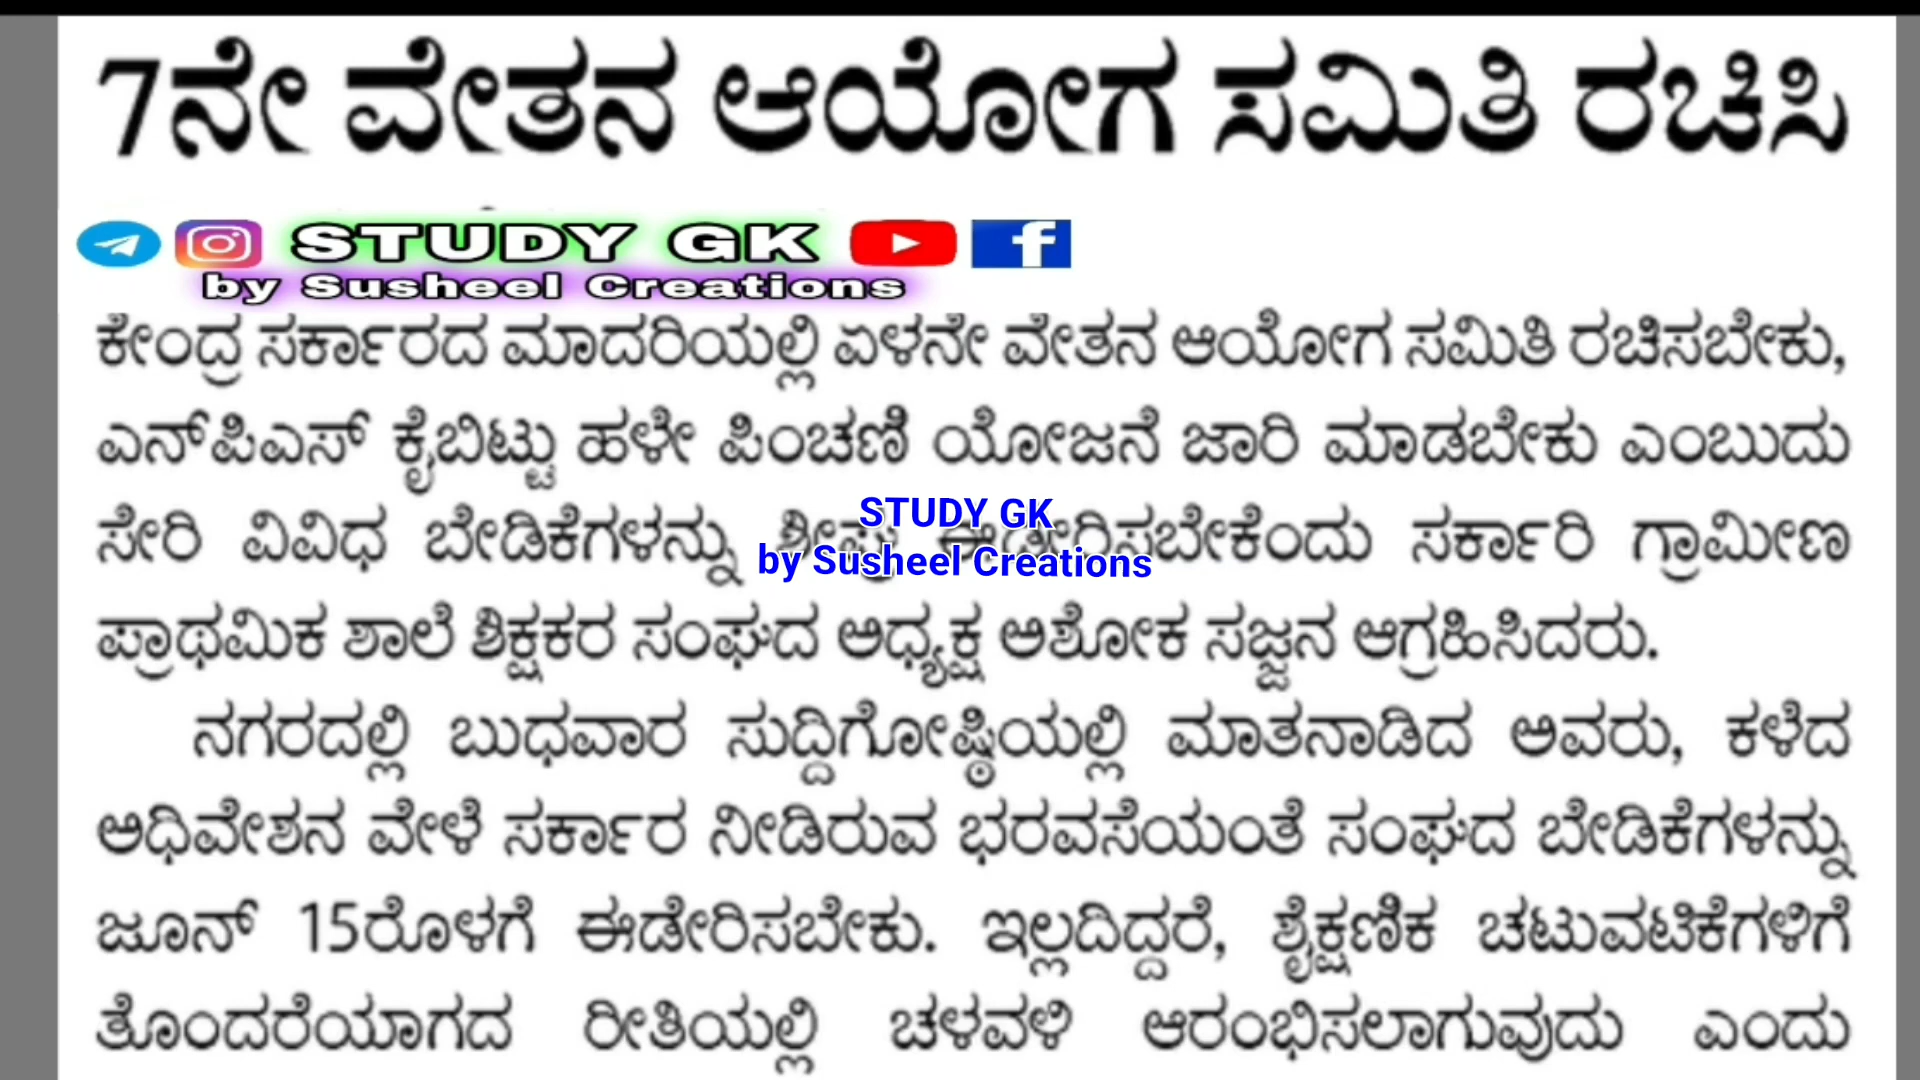 7ನೇ ವೇತನ ಆಯೋಗ ಸಮಿತಿ ರಚಿಸಿ
STUDY GK
by Susheel Creations
ಕೇಂದ್ರ ಸರ್ಕಾರದ ಮಾದರಿಯಲ್ಲಿ ಏಳನೇ ವೇತನ ಆಯೋಗ ಸಮಿತಿ ರಚಿಸಬೇಕು,
ಎನ್‌ಪಿಎಸ್ ಕೈಬಿಟ್ಟು ಹಳೇ ಪಿಂಚಣಿ ಯೋಜನೆ ಜಾರಿ ಮಾಡಬೇಕು ಎಂಬುದು
ಸೇರಿ ವಿವಿಧ ಬೇಡಿಕೆಗಳನ್ನು ಈಡೇರಿಸಬೇಕೆಂದು ಸರ್ಕಾರಿ ಗ್ರಾಮೀಣ
STUDY GK
by Susheel Creations
ಪ್ರಾಥಮಿಕ ಶಾಲೆ ಶಿಕ್ಷಕರ ಸಂಘದ ಅಧ್ಯಕ್ಷ ಅಶೋಕ ಸಜ್ಜನ ಆಗ್ರಹಿಸಿದರು.
ನಗರದಲ್ಲಿ ಬುಧವಾರ ಸುದ್ದಿಗೋಷ್ಠಿಯಲ್ಲಿ ಮಾತನಾಡಿದ ಅವರು, ಕಳೆದ
ಅಧಿವೇಶನ ವೇಳೆ ಸರ್ಕಾರ ನೀಡಿರುವ ಭರವಸೆಯಂತೆ ಸಂಘದ ಬೇಡಿಕೆಗಳನ್ನು
ಜೂನ್ 15ರೊಳಗೆ ಈಡೇರಿಸಬೇಕು. ಇಲ್ಲದಿದ್ದರೆ, ಶೈಕ್ಷಣಿಕ ಚಟುವಟಿಕೆಗಳಿಗೆ
ತೊಂದರೆಯಾಗದ ರೀತಿಯಲ್ಲಿ ಚಳವಳಿ ಆರಂಭಿಸಲಾಗುವುದು ಎಂದು